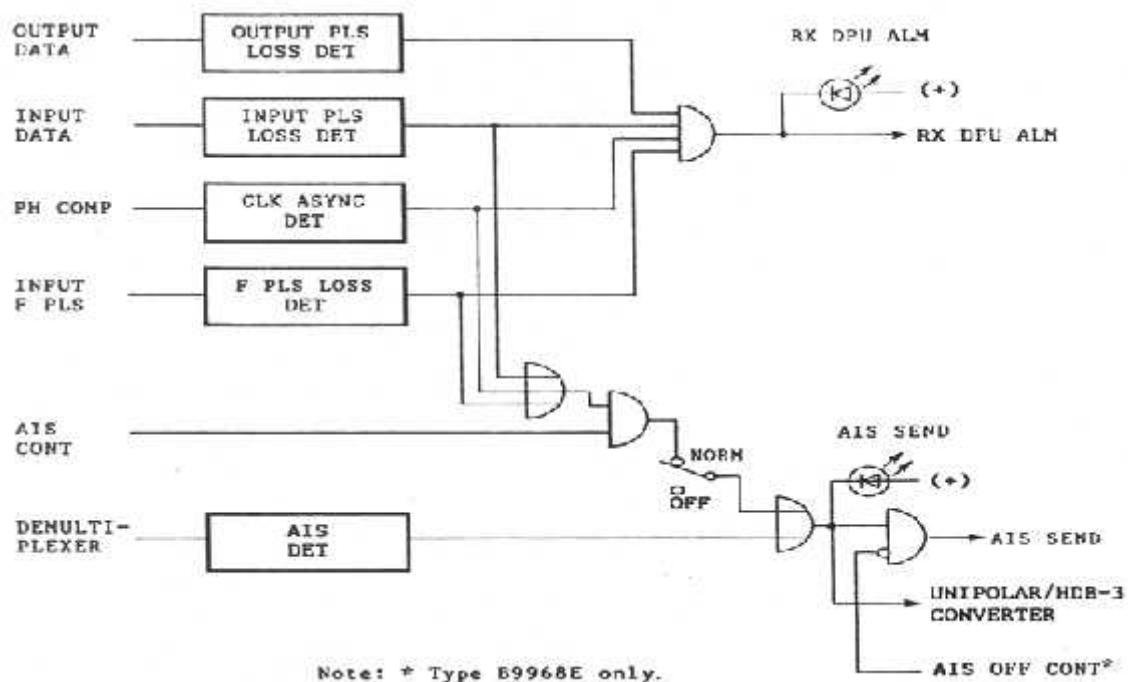 OUTPUT DATA
OUTPUT PLS LOSS DET
RX DPU ALM
(+)
INPUT DATA
INPUT PLS LOSS DET
RX DPU ALM
PH COMP
CLK ASYNC DET
INPUT F PLS
F PLS LOSS DET
AIS CONT
NORM
OFF
AIS SEND
(+)
DEMULTI-
PLEXER
AIS DET
AIS SEND
UNIPOLAR/HDB-3
CONVERTER
AIS OFF CONT*
Note: * Type B9968E only.